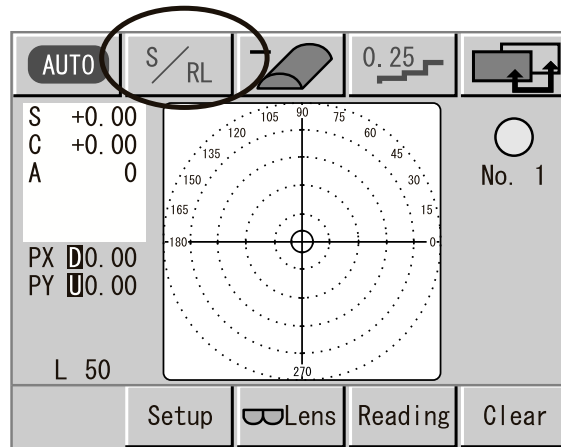 AUTO S/RL 0.25
S +0.00
C +0.00
A 0
PX D0.00
PY U0.00
L 50
105 90 75
120 60
135 45
150 30
165 15
180 0
270
No. 1
Setup Lens Reading Clear